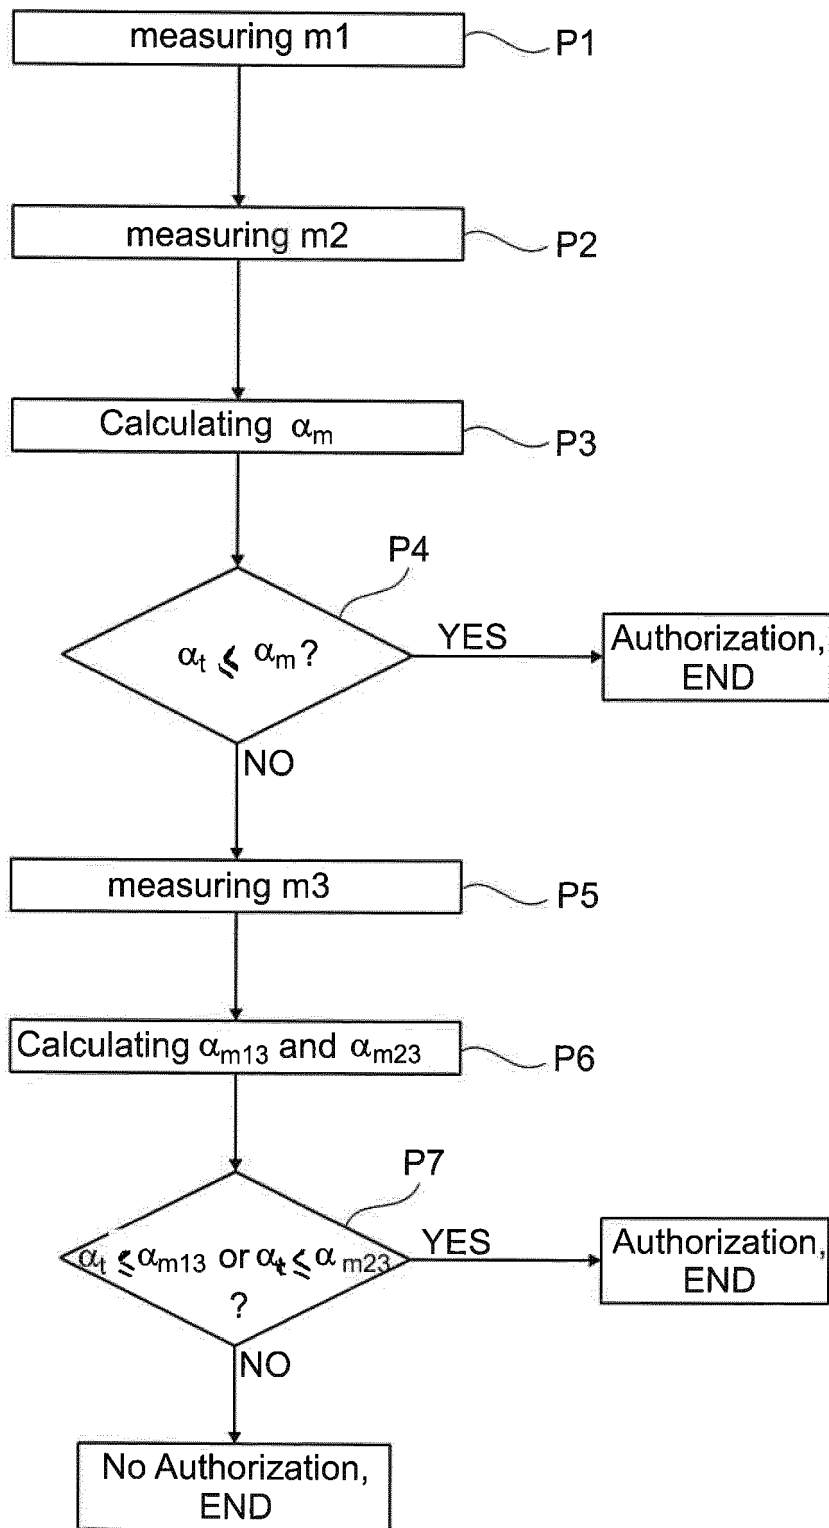 measuring m1
P1
measuring m2
P2
Calculating αm
P3
P4
αt ≤ αm?
YES
Authorization,
END
NO
measuring m3
P5
Calculating αm13 and αm23
P6
P7
αt ≤ αm13 or αt ≤ αm23
?
YES
Authorization,
END
NO
No Authorization,
END